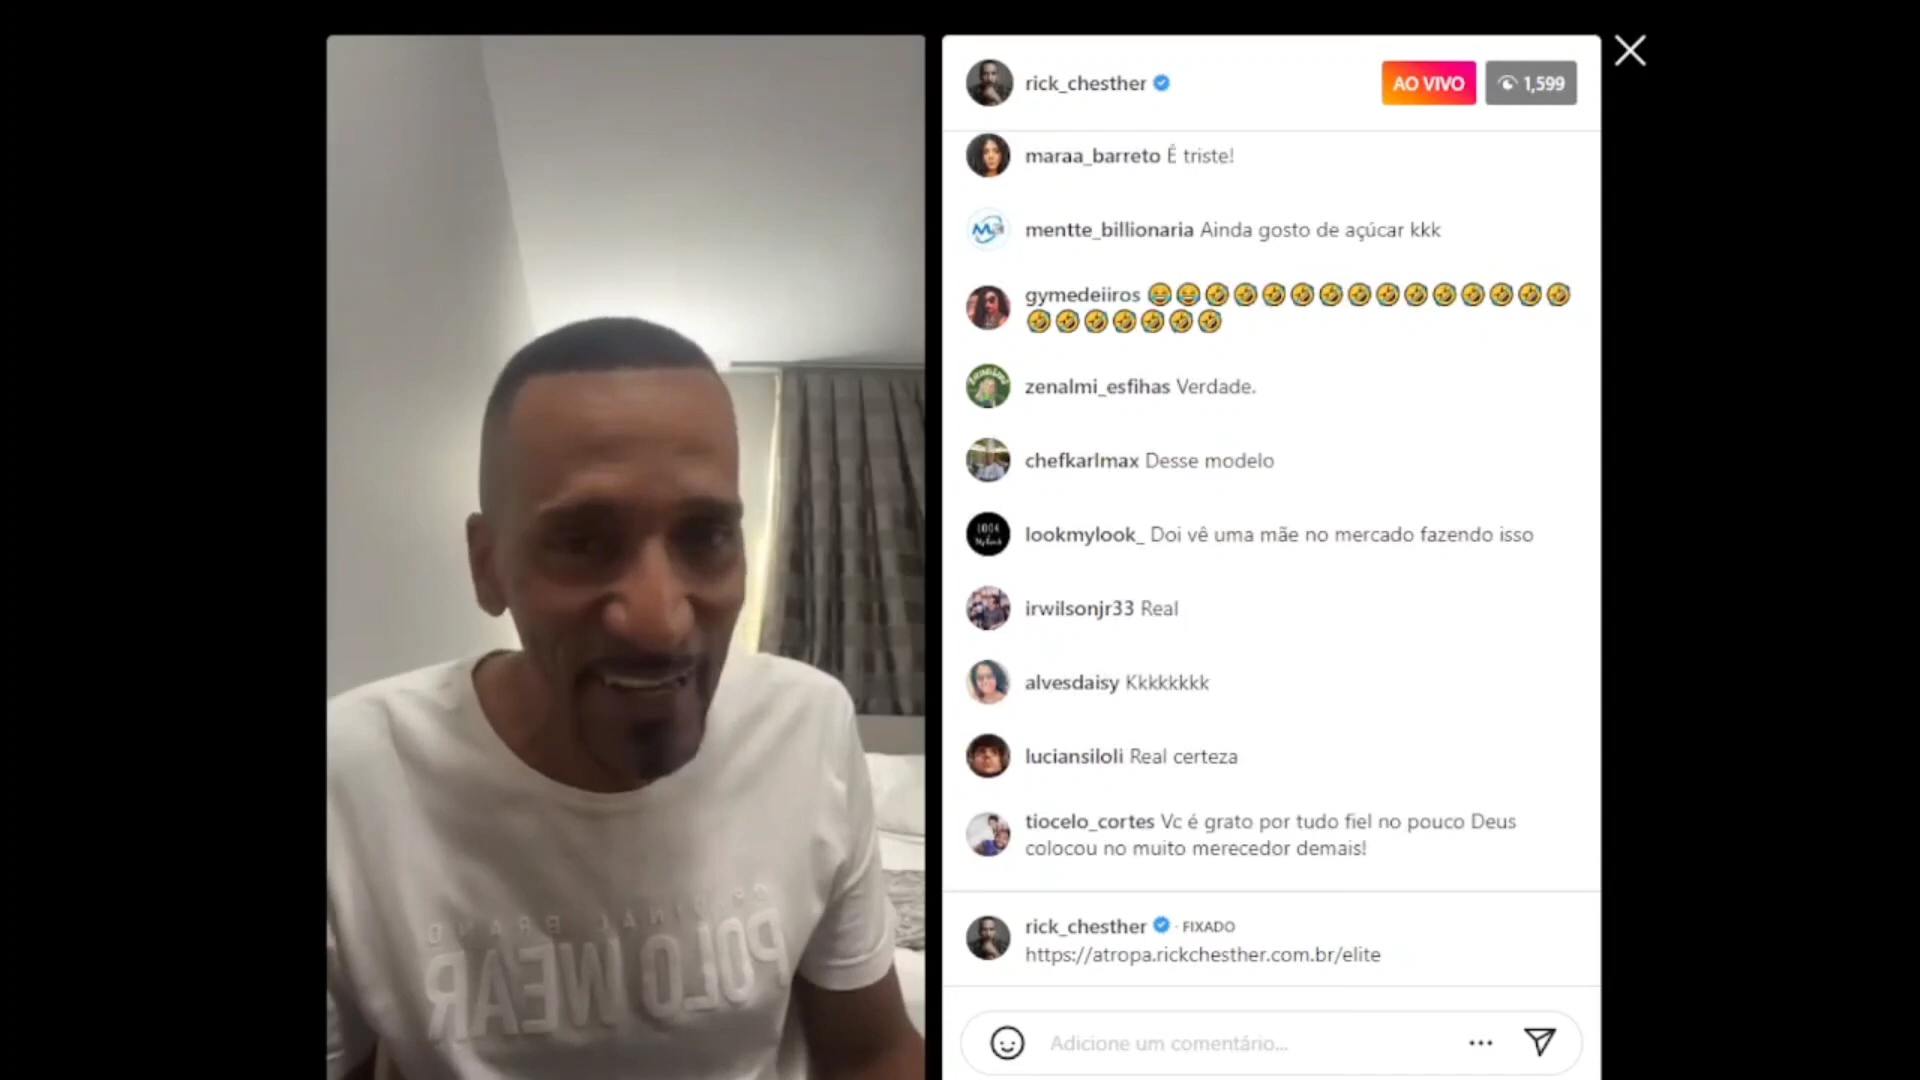 rick_chesther
AO VIVO
1,599
maraa_barreto É triste!
mentte_billionaria Ainda gosto de açúcar kkk
gymedeiiros 😂😂🤣🤣🤣🤣🤣🤣🤣🤣🤣🤣🤣🤣🤣
🤣🤣🤣🤣🤣🤣🤣
zenalmi_esfihas Verdade.
chefkarlmax Desse modelo
LOOK
lookmylook_ Doi vê uma mãe no mercado fazendo isso
irwilsonjr33 Real
alvesdaisy Kkkkkkkk
luciansiloli Real certeza
tiocelo_cortes Vc é grato por tudo fiel no pouco Deus
colocou no muito merecedor demais!
rick_chesther · FIXADO
https://atropa.rickchesther.com.br/elite
Adicione um comentário...
ORIGINAL BRAND
POLO WEAR